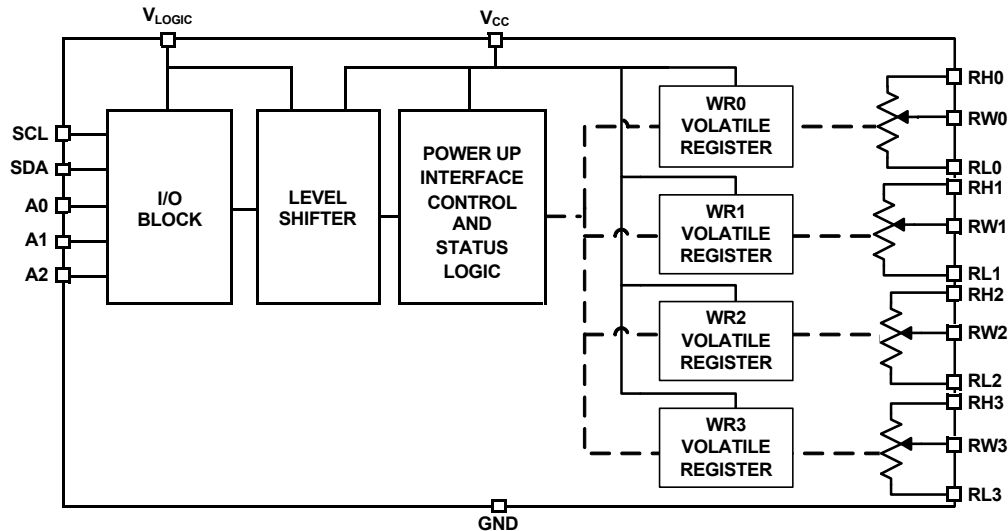 VLOGIC
VCC
SCL
SDA
A0
A1
A2
I/O
BLOCK
LEVEL
SHIFTER
POWER UP
INTERFACE
CONTROL
AND
STATUS
LOGIC
WR0
VOLATILE
REGISTER
WR1
VOLATILE
REGISTER
WR2
VOLATILE
REGISTER
WR3
VOLATILE
REGISTER
RH0
RW0
RL0
RH1
RW1
RL1
RH2
RW2
RL2
RH3
RW3
RL3
GND